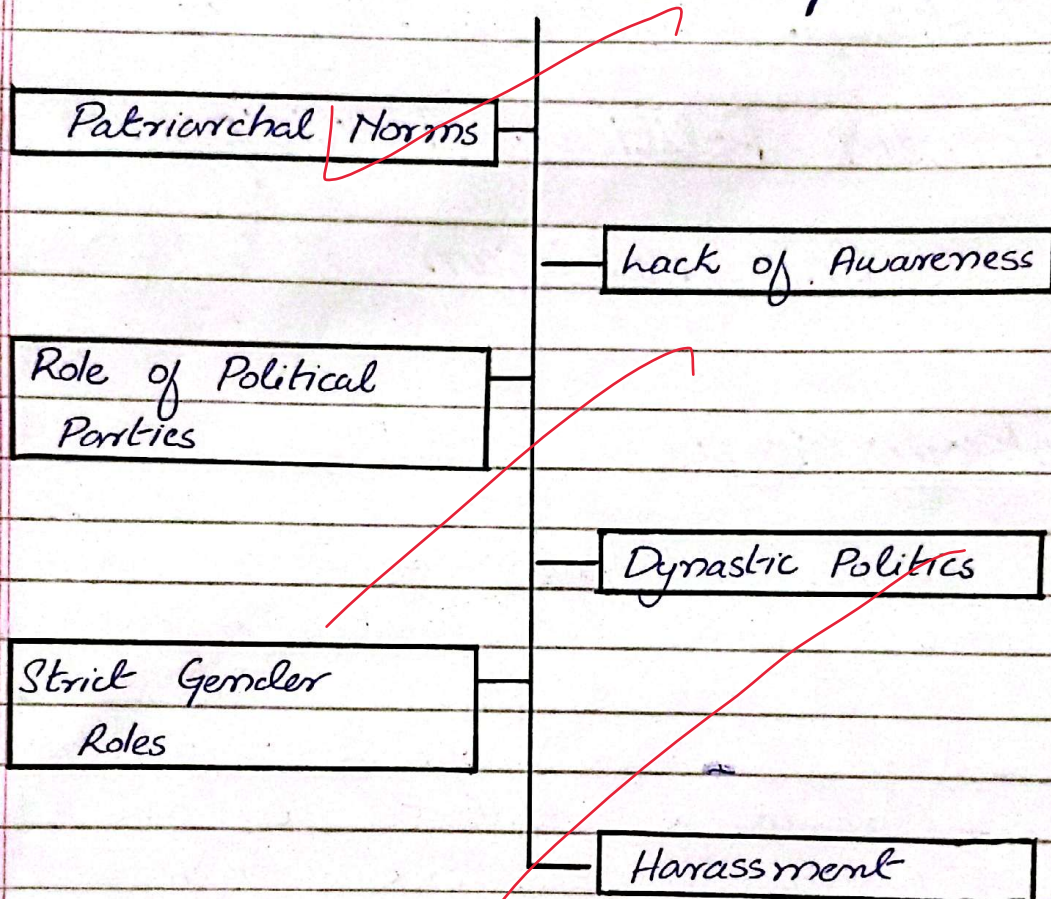 Patriarchal Norms
Lack of Awareness
Role of Political
Parties
Dynastic Politics
Strict Gender
Roles
Harassment